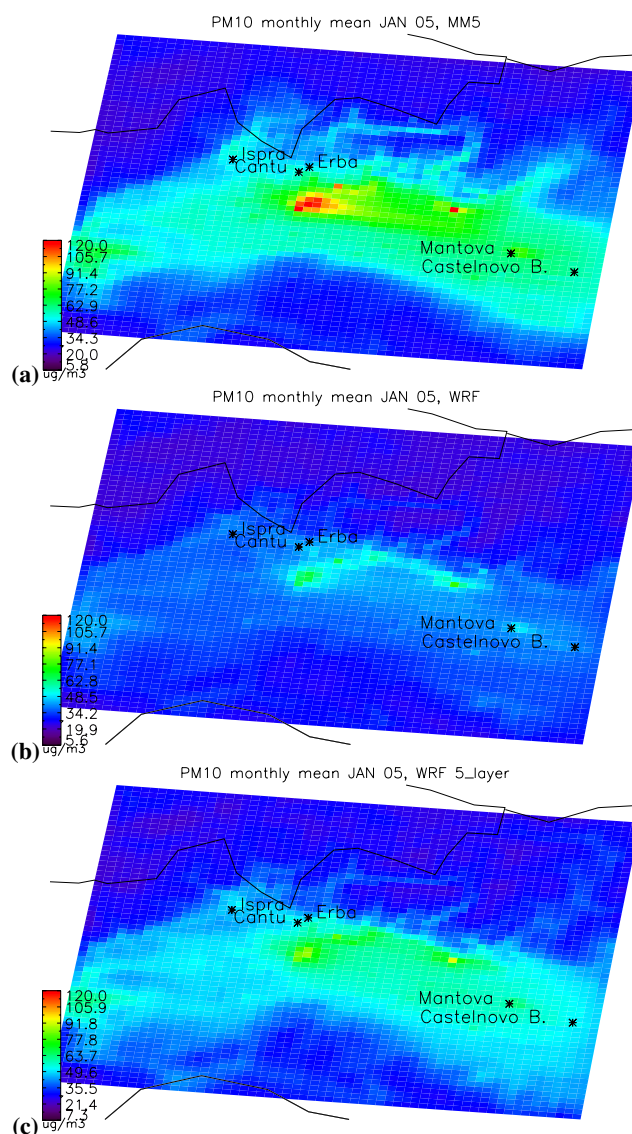 PM10 monthly mean JAN 05, MM5
Ispra
Cantu
Erba
Mantova
Castelnovo B.
120.0
105.7
91.4
77.2
62.9
48.6
34.3
20.0
5.8
ug/m3
(a)
PM10 monthly mean JAN 05, WRF
Ispra
Cantu
Erba
Mantova
Castelnovo B.
120.0
105.7
91.4
77.1
62.8
48.5
34.2
19.9
5.6
ug/m3
(b)
PM10 monthly mean JAN 05, WRF 5_layer
Ispra
Cantu
Erba
Mantova
Castelnovo B.
120.0
105.9
91.8
77.8
63.7
49.6
35.5
21.4
7.3
ug/m3
(c)